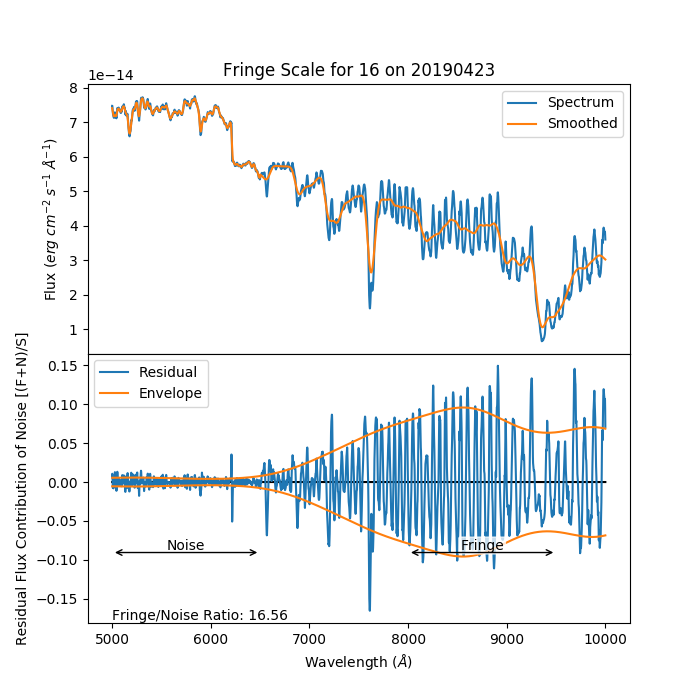 Fringe Scale for 16 on 20190423
1e−14
8
7
6
5
4
3
2
1
Flux (erg cm⁻² s⁻¹ Å⁻¹)
Spectrum
Smoothed
0.15
0.10
0.05
0.00
−0.05
−0.10
−0.15
Residual Flux Contribution of Noise [(F+N)/S]
Residual
Envelope
Noise
Fringe
Fringe/Noise Ratio: 16.56
5000 6000 7000 8000 9000 10000
Wavelength (Å)